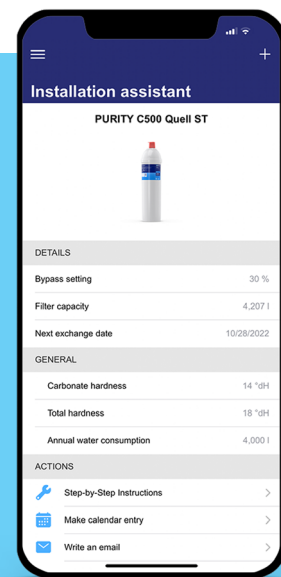 Installation assistant
PURITY C500 Quell ST
DETAILS
Bypass setting 30 %
Filter capacity 4,207 l
Next exchange date 10/28/2022
GENERAL
Carbonate hardness 14 °dH
Total hardness 18 °dH
Annual water consumption 4,000 l
ACTIONS
Step-by-Step Instructions
Make calendar entry
Write an email